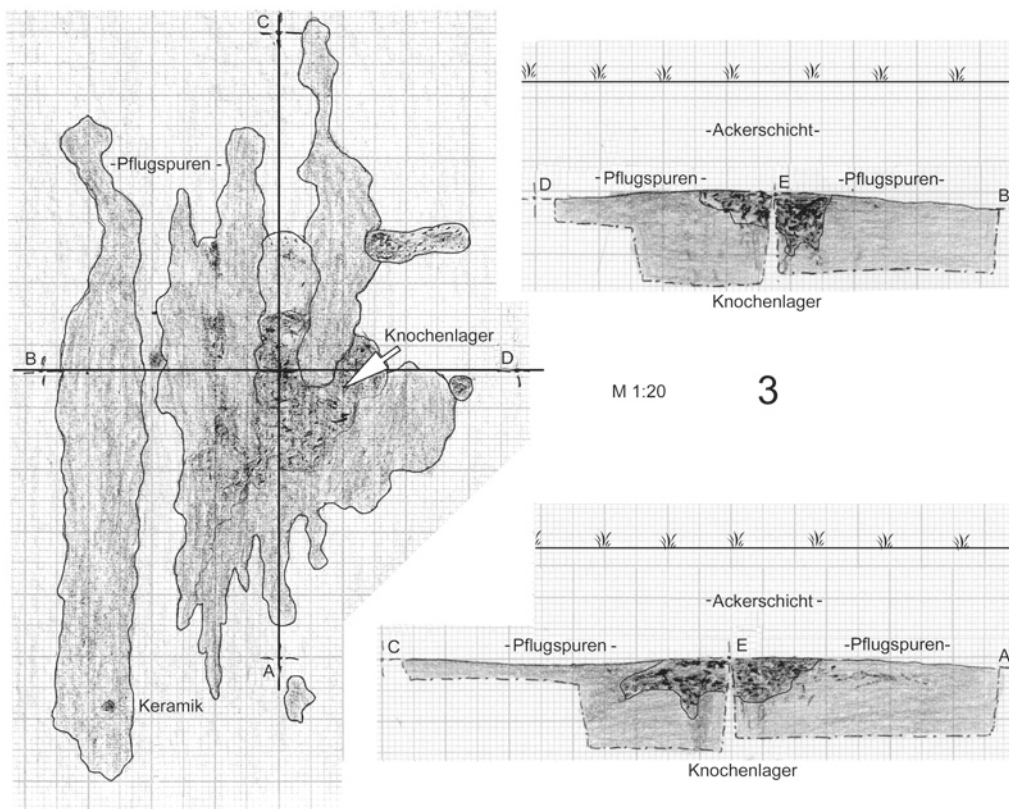 C
-Pflugspuren -
Knochenlager
B
D
A
Keramik
-Ackerschicht-
-Pflugspuren -
-Pflugspuren-
D
E
B
Knochenlager
M 1:20
3
-Ackerschicht -
-Pflugspuren -
-Pflugspuren-
C
E
A
Knochenlager